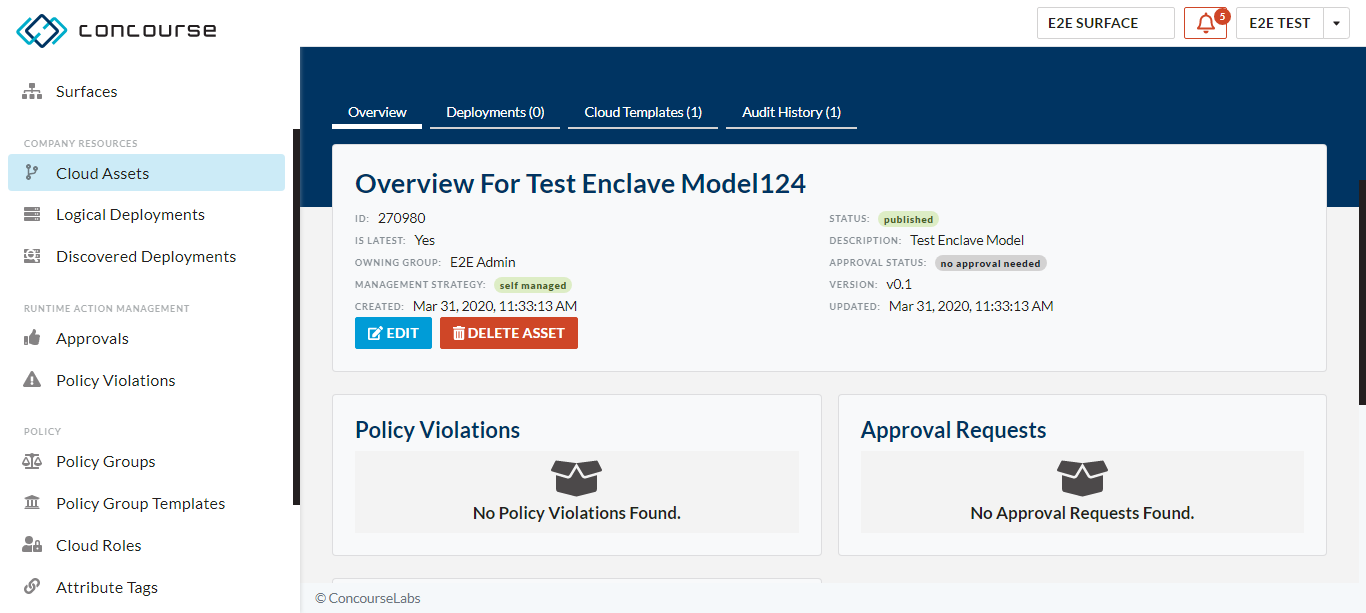 concourse
E2E SURFACE
5
E2E TEST
Surfaces
COMPANY RESOURCES
Cloud Assets
Logical Deployments
Discovered Deployments
RUNTIME ACTION MANAGEMENT
Approvals
Policy Violations
POLICY
Policy Groups
Policy Group Templates
Cloud Roles
Attribute Tags
Overview
Deployments (0)
Cloud Templates (1)
Audit History (1)
Overview For Test Enclave Model124
ID: 270980
IS LATEST: Yes
OWNING GROUP: E2E Admin
MANAGEMENT STRATEGY: self managed
CREATED: Mar 31, 2020, 11:33:13 AM
STATUS: published
DESCRIPTION: Test Enclave Model
APPROVAL STATUS: no approval needed
VERSION: v0.1
UPDATED: Mar 31, 2020, 11:33:13 AM
EDIT
DELETE ASSET
Policy Violations
No Policy Violations Found.
Approval Requests
No Approval Requests Found.
© ConcourseLabs